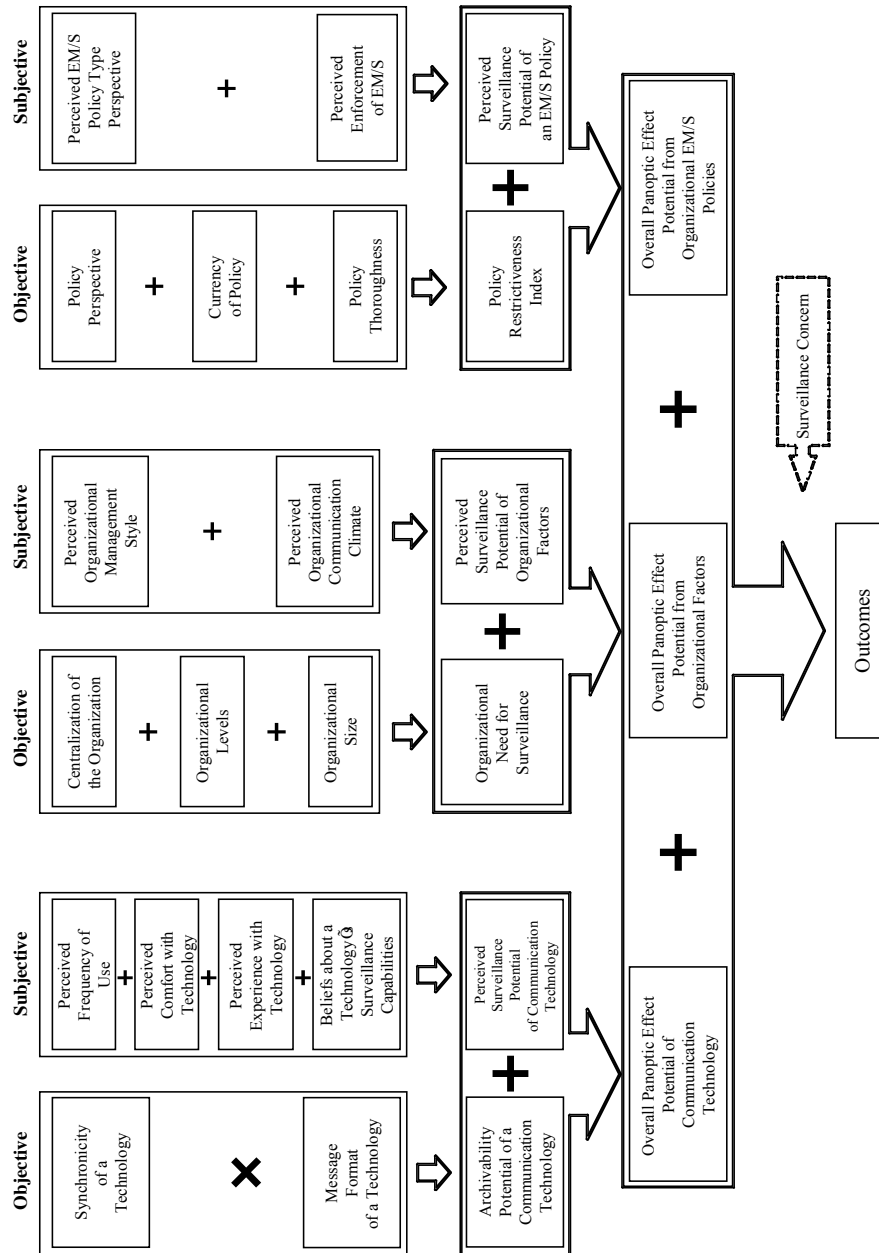 Objective
Synchronicity
of a
Technology
×
Message
Format
of a Technology
Archivability
Potential of a
Communication
Technology
+
Subjective
Perceived
Frequency of
Use
+
Perceived
Comfort with
Technology
+
Perceived
Experience with
Technology
+
Beliefs about a
TechnologyÕs
Surveillance
Capabilities
Perceived
Surveillance
Potential
of Communication
Technology
Objective
Centralization of
the Organization
+
Organizational
Levels
+
Organizational
Size
Organizational
Need for
Surveillance
+
Subjective
Perceived
Organizational
Management
Style
+
Perceived
Organizational
Communication
Climate
Perceived
Surveillance
Potential of
Organizational
Factors
Objective
Policy
Perspective
+
Currency
of Policy
+
Policy
Thoroughness
Policy
Restrictiveness
Index
+
Subjective
Perceived EM/S
Policy Type
Perspective
+
Perceived
Enforcement
of EM/S
Perceived
Surveillance
Potential of
an EM/S Policy
Overall Panoptic Effect
Potential of
Communication
Technology
+
Overall Panoptic Effect
Potential from
Organizational Factors
+
Overall Panoptic Effect
Potential from
Organizational EM/S
Policies
Surveillance Concern
Outcomes